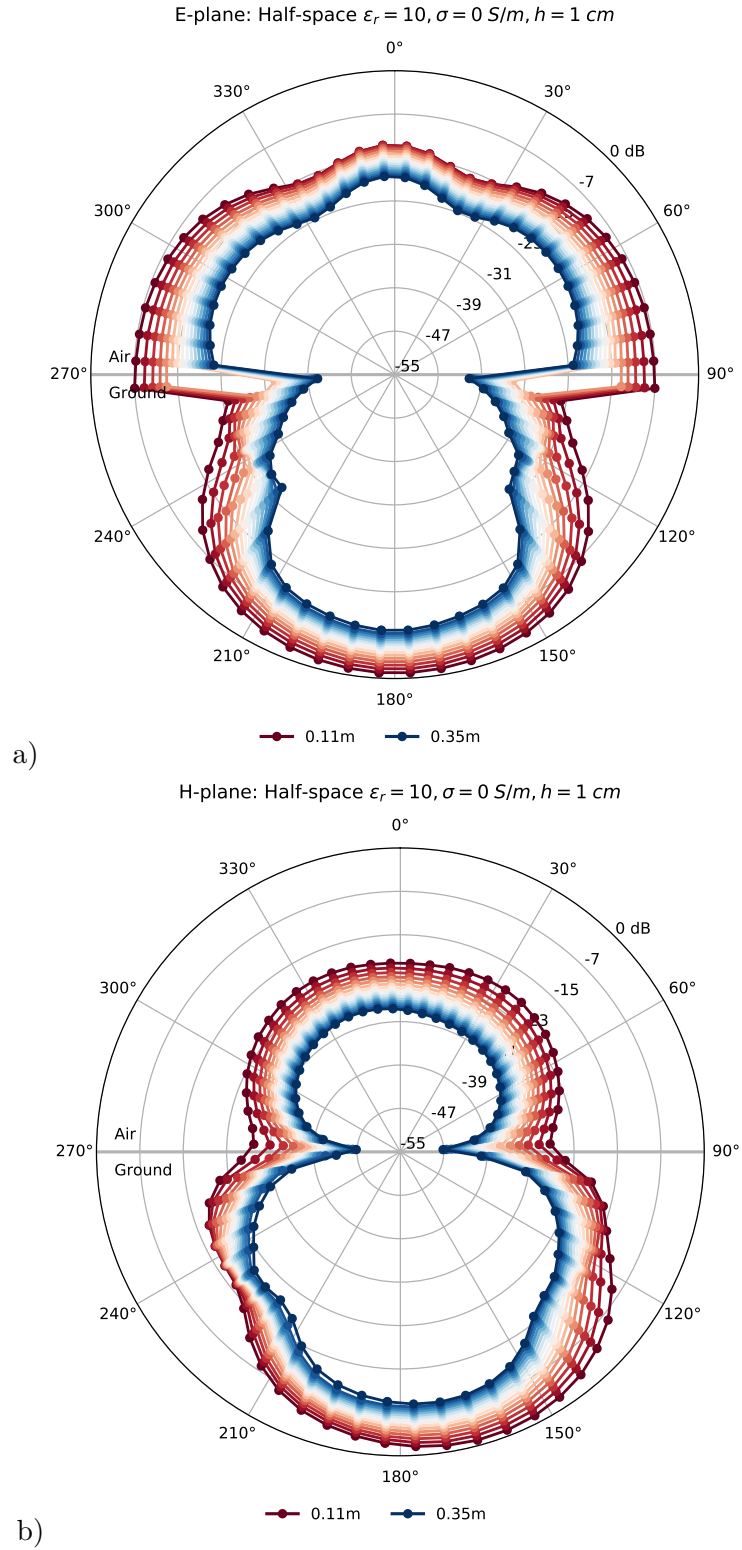 E-plane: Half-space εr = 10, σ = 0 S/m, h = 1 cm
0°
330°
30°
0 dB
-7
300°
60°
-31
-39
-47
-55
Air
270°
90°
Ground
240°
120°
210°
150°
180°
0.11m
0.35m
a)
H-plane: Half-space εr = 10, σ = 0 S/m, h = 1 cm
0°
330°
30°
0 dB
-7
300°
-15
60°
-39
-47
Air
-55
270°
90°
Ground
240°
120°
210°
150°
180°
0.11m
0.35m
b)